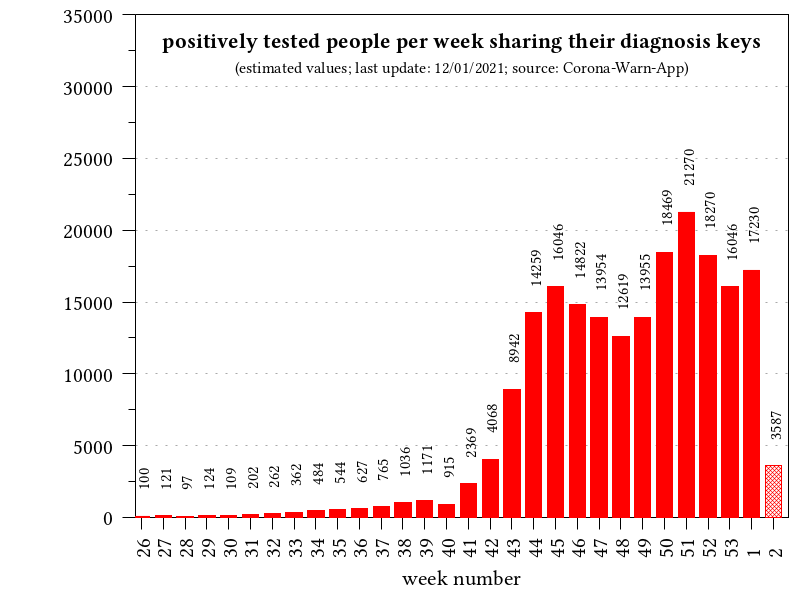 positively tested people per week sharing their diagnosis keys
(estimated values; last update: 12/01/2021; source: Corona-Warn-App)
35000
30000
25000
20000
15000
10000
5000
0
100 121 97 124 109 202 262 362 484 544 627 765 1036 1171 915 2369 4068 8942 14259 16046 14822 13954 12619 13955 18469 21270 18270 16046 17230 3587
26 27 28 29 30 31 32 33 34 35 36 37 38 39 40 41 42 43 44 45 46 47 48 49 50 51 52 53 1 2
week number